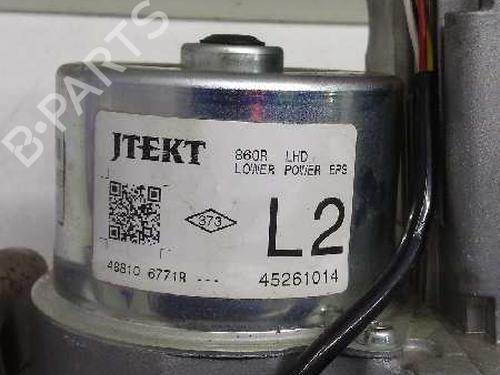 B-PARTS
JTEKT
860R LHD
LOWER POWER EPS
373
L2
48810 6771R ---
45261014